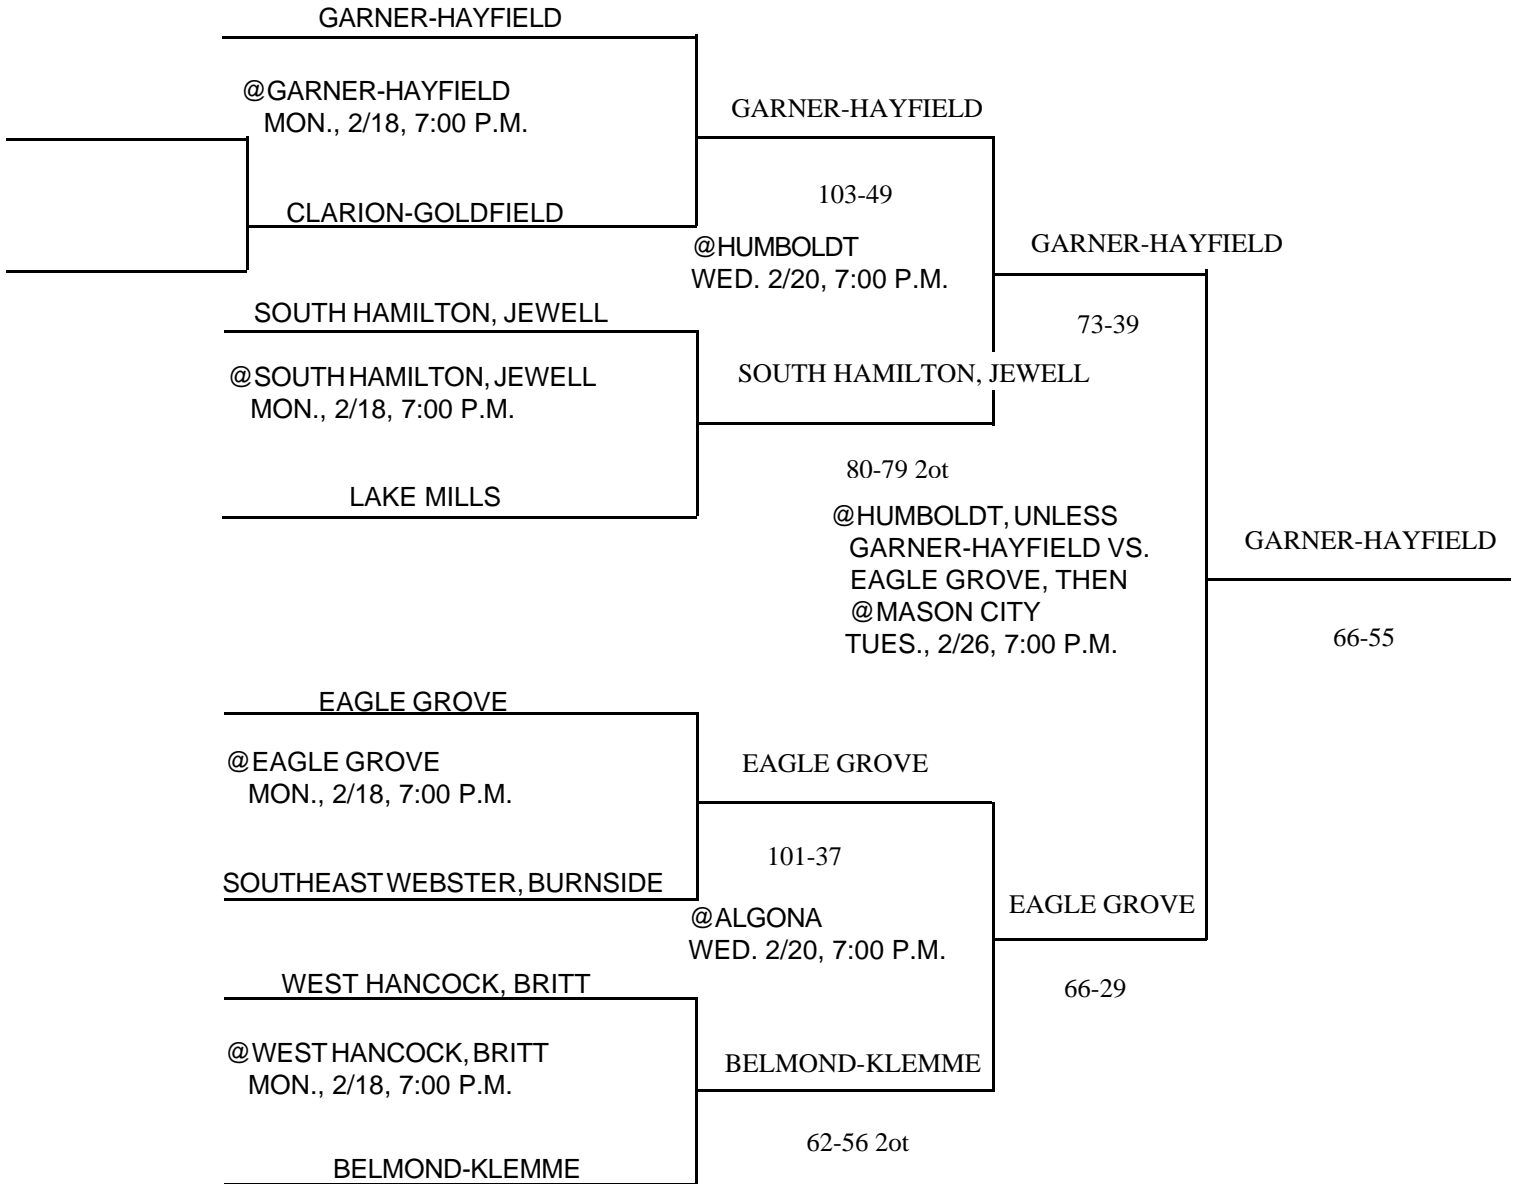 GARNER-HAYFIELD
@GARNER-HAYFIELD
MON., 2/18, 7:00 P.M.
CLARION-GOLDFIELD
GARNER-HAYFIELD
103-49
@HUMBOLDT
WED. 2/20, 7:00 P.M.
GARNER-HAYFIELD
73-39
SOUTH HAMILTON, JEWELL
@SOUTH HAMILTON, JEWELL
MON., 2/18, 7:00 P.M.
LAKE MILLS
SOUTH HAMILTON, JEWELL
80-79 2ot
@HUMBOLDT, UNLESS
GARNER-HAYFIELD VS.
EAGLE GROVE, THEN
@MASON CITY
TUES., 2/26, 7:00 P.M.
GARNER-HAYFIELD
66-55
EAGLE GROVE
@EAGLE GROVE
MON., 2/18, 7:00 P.M.
SOUTHEAST WEBSTER, BURNSIDE
EAGLE GROVE
101-37
@ALGONA
WED. 2/20, 7:00 P.M.
EAGLE GROVE
66-29
WEST HANCOCK, BRITT
@WEST HANCOCK, BRITT
MON., 2/18, 7:00 P.M.
BELMOND-KLEMME
BELMOND-KLEMME
62-56 2ot